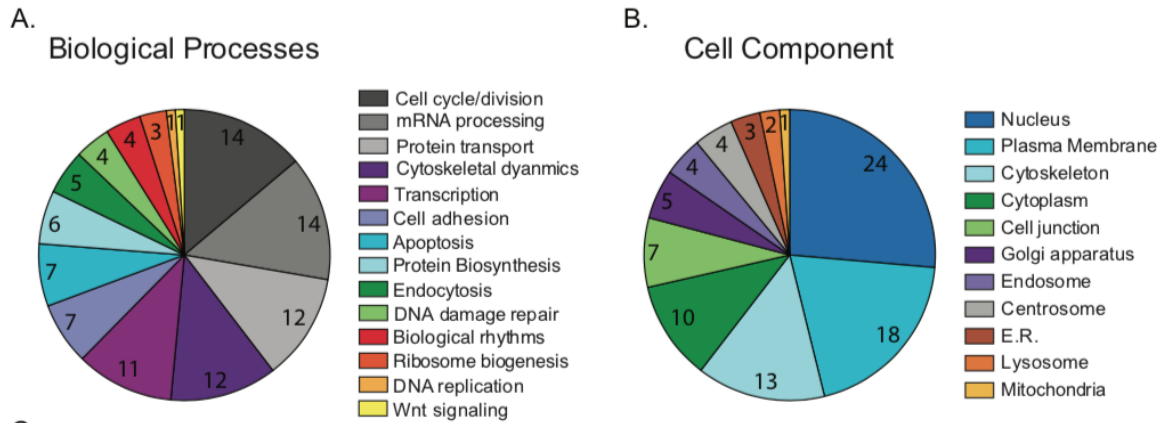 A.
Biological Processes
14
14
12
12
11
7
7
6
5
4
4
3
1
1
Cell cycle/division
mRNA processing
Protein transport
Cytoskeletal dyanmics
Transcription
Cell adhesion
Apoptosis
Protein Biosynthesis
Endocytosis
DNA damage repair
Biological rhythms
Ribosome biogenesis
DNA replication
Wnt signaling
B.
Cell Component
24
18
13
10
7
5
4
4
3
2
1
Nucleus
Plasma Membrane
Cytoskeleton
Cytoplasm
Cell junction
Golgi apparatus
Endosome
Centrosome
E.R.
Lysosome
Mitochondria